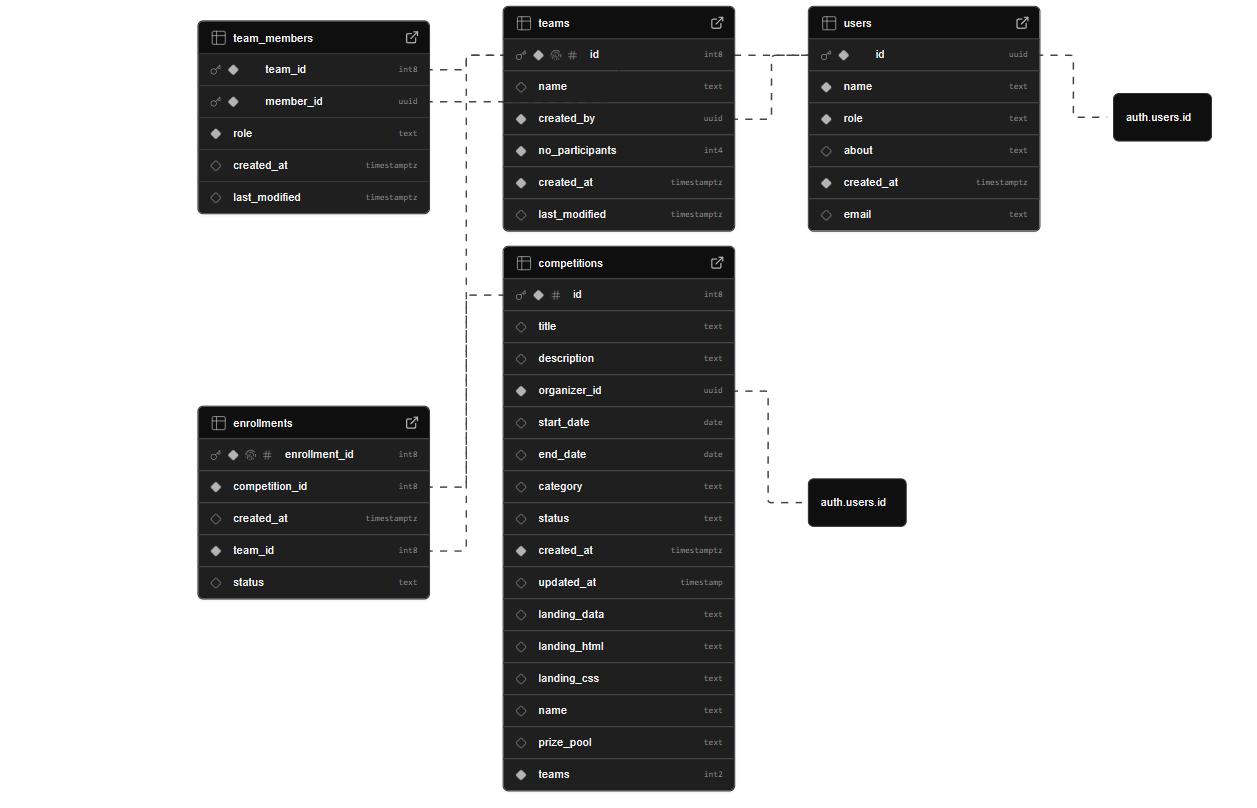 team_members
team_id int8
member_id uuid
role text
created_at timestamptz
last_modified timestamptz
teams
# id int8
name text
created_by uuid
no_participants int4
created_at timestamptz
last_modified timestamptz
users
id uuid
name text
role text
about text
created_at timestamptz
email text
auth.users.id
competitions
# id int8
title text
description text
organizer_id uuid
start_date date
end_date date
category text
status text
created_at timestamptz
updated_at timestamp
landing_data text
landing_html text
landing_css text
name text
prize_pool text
teams int2
enrollments
# enrollment_id int8
competition_id int8
created_at timestamptz
team_id int8
status text
auth.users.id